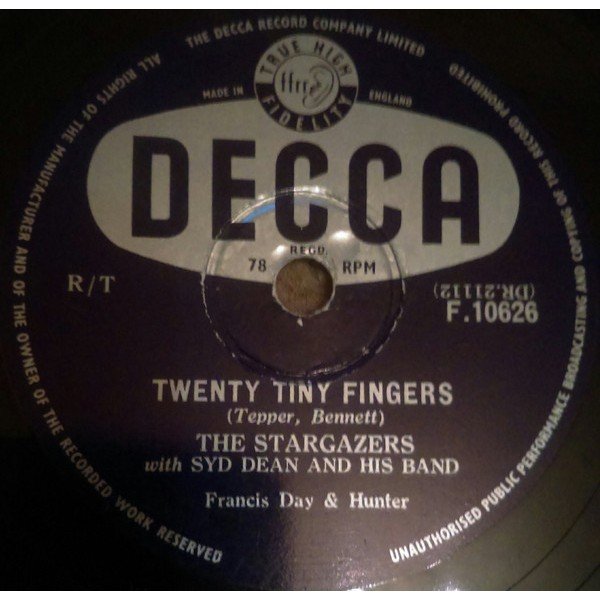 ALL RIGHTS OF THE MANUFACTURER AND OF THE OWNER OF THE RECORDED WORK RESERVED
THE DECCA RECORD COMPANY LIMITED
UNAUTHORISED PUBLIC PERFORMANCE BROADCASTING AND COPYING OF THIS RECORD PROHIBITED
TRUE HIGH
ffrr
FIDELITY
MADE IN ENGLAND
DECCA
RECD.
78 RPM
R/T
(DR.21112)
F.10626
TWENTY TINY FINGERS
(Tepper, Bennett)
THE STARGAZERS
with SYD DEAN AND HIS BAND
Francis Day & Hunter